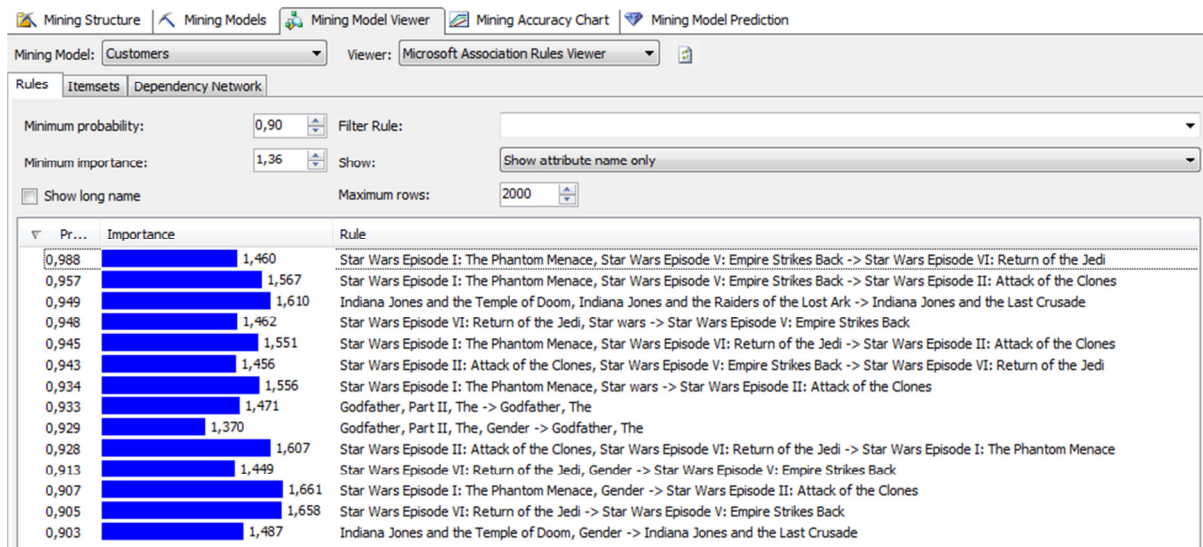 Mining Structure Mining Models Mining Model Viewer Mining Accuracy Chart Mining Model Prediction
Mining Model: Customers Viewer: Microsoft Association Rules Viewer
Rules Itemsets Dependency Network
Minimum probability: 0,90 Filter Rule:
Minimum importance: 1,36 Show: Show attribute name only
Show long name Maximum rows: 2000
Pr... Importance Rule
0,988 1,460 Star Wars Episode I: The Phantom Menace, Star Wars Episode V: Empire Strikes Back -> Star Wars Episode VI: Return of the Jedi
0,957 1,567 Star Wars Episode I: The Phantom Menace, Star Wars Episode V: Empire Strikes Back -> Star Wars Episode II: Attack of the Clones
0,949 1,610 Indiana Jones and the Temple of Doom, Indiana Jones and the Raiders of the Lost Ark -> Indiana Jones and the Last Crusade
0,948 1,462 Star Wars Episode VI: Return of the Jedi, Star wars -> Star Wars Episode V: Empire Strikes Back
0,945 1,551 Star Wars Episode I: The Phantom Menace, Star Wars Episode VI: Return of the Jedi -> Star Wars Episode II: Attack of the Clones
0,943 1,456 Star Wars Episode II: Attack of the Clones, Star Wars Episode V: Empire Strikes Back -> Star Wars Episode VI: Return of the Jedi
0,934 1,556 Star Wars Episode I: The Phantom Menace, Star wars -> Star Wars Episode II: Attack of the Clones
0,933 1,471 Godfather, Part II, The -> Godfather, The
0,929 1,370 Godfather, Part II, The, Gender -> Godfather, The
0,928 1,607 Star Wars Episode II: Attack of the Clones, Star Wars Episode VI: Return of the Jedi -> Star Wars Episode I: The Phantom Menace
0,913 1,449 Star Wars Episode VI: Return of the Jedi, Gender -> Star Wars Episode V: Empire Strikes Back
0,907 1,661 Star Wars Episode I: The Phantom Menace, Gender -> Star Wars Episode II: Attack of the Clones
0,905 1,658 Star Wars Episode VI: Return of the Jedi -> Star Wars Episode V: Empire Strikes Back
0,903 1,487 Indiana Jones and the Temple of Doom, Gender -> Indiana Jones and the Last Crusade